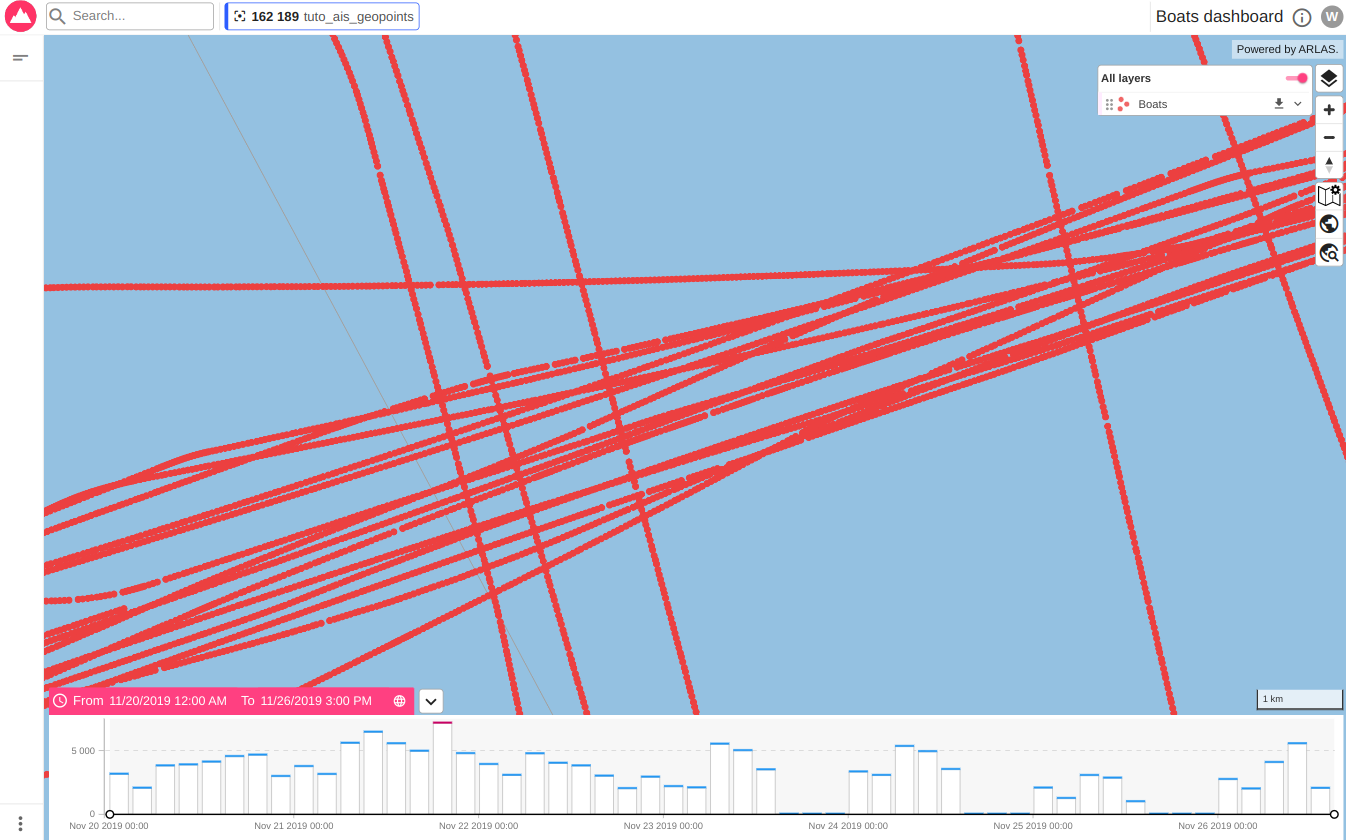 Search...
162 189 tuto_ais_geopoints
Boats dashboard
W
Powered by ARLAS.
All layers
Boats
1 km
From 11/20/2019 12:00 AM To 11/26/2019 3:00 PM
5 000
0
Nov 20 2019 00:00 Nov 21 2019 00:00 Nov 22 2019 00:00 Nov 23 2019 00:00 Nov 24 2019 00:00 Nov 25 2019 00:00 Nov 26 2019 00:00